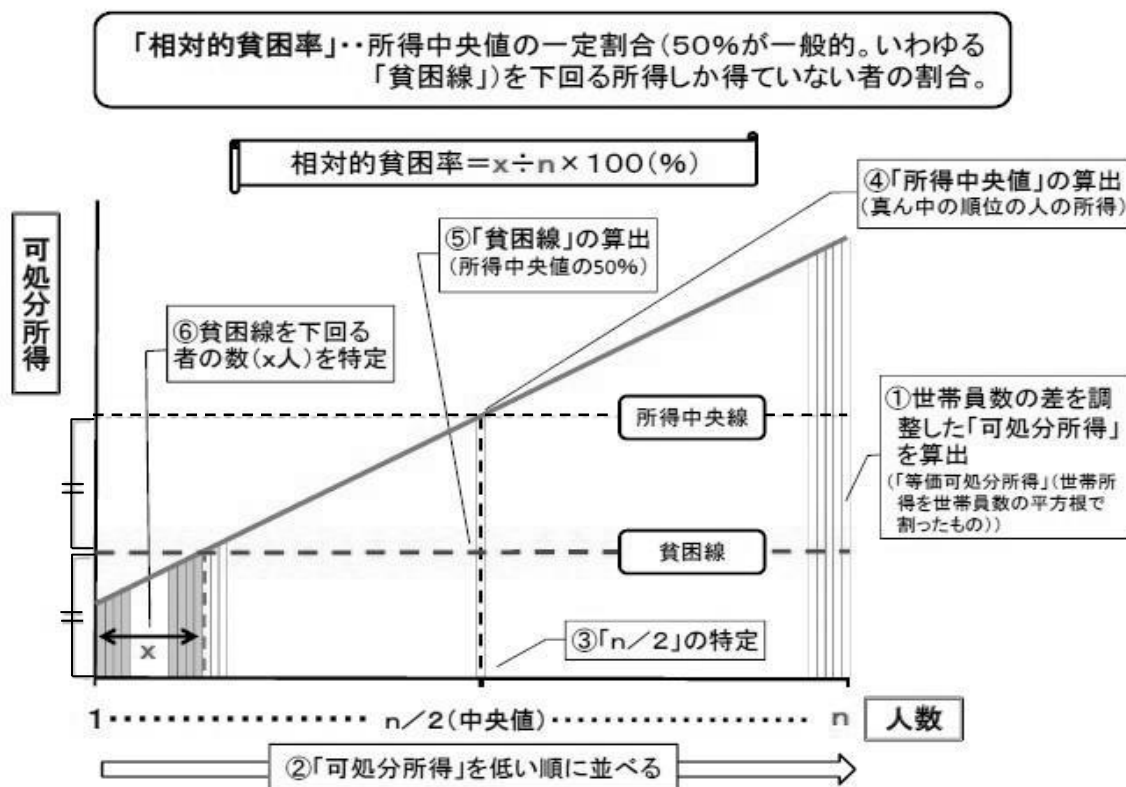 「相対的貧困率」‥所得中央値の一定割合（50％が一般的。いわゆる
「貧困線」）を下回る所得しか得ていない者の割合。
相対的貧困率＝x÷n×100（％）
④「所得中央値」の算出
（真ん中の順位の人の所得）
可処分所得
⑤「貧困線」の算出
（所得中央値の50％）
⑥貧困線を下回る
者の数（x人）を特定
所得中央線
①世帯員数の差を調
整した「可処分所得」
を算出
（「等価可処分所得」（世帯所
得を世帯員数の平方根で
割ったもの））
貧困線
③「n／2」の特定
x
1 ‥‥‥‥‥‥‥ n／2（中央値）‥‥‥‥‥‥‥ n
人数
②「可処分所得」を低い順に並べる